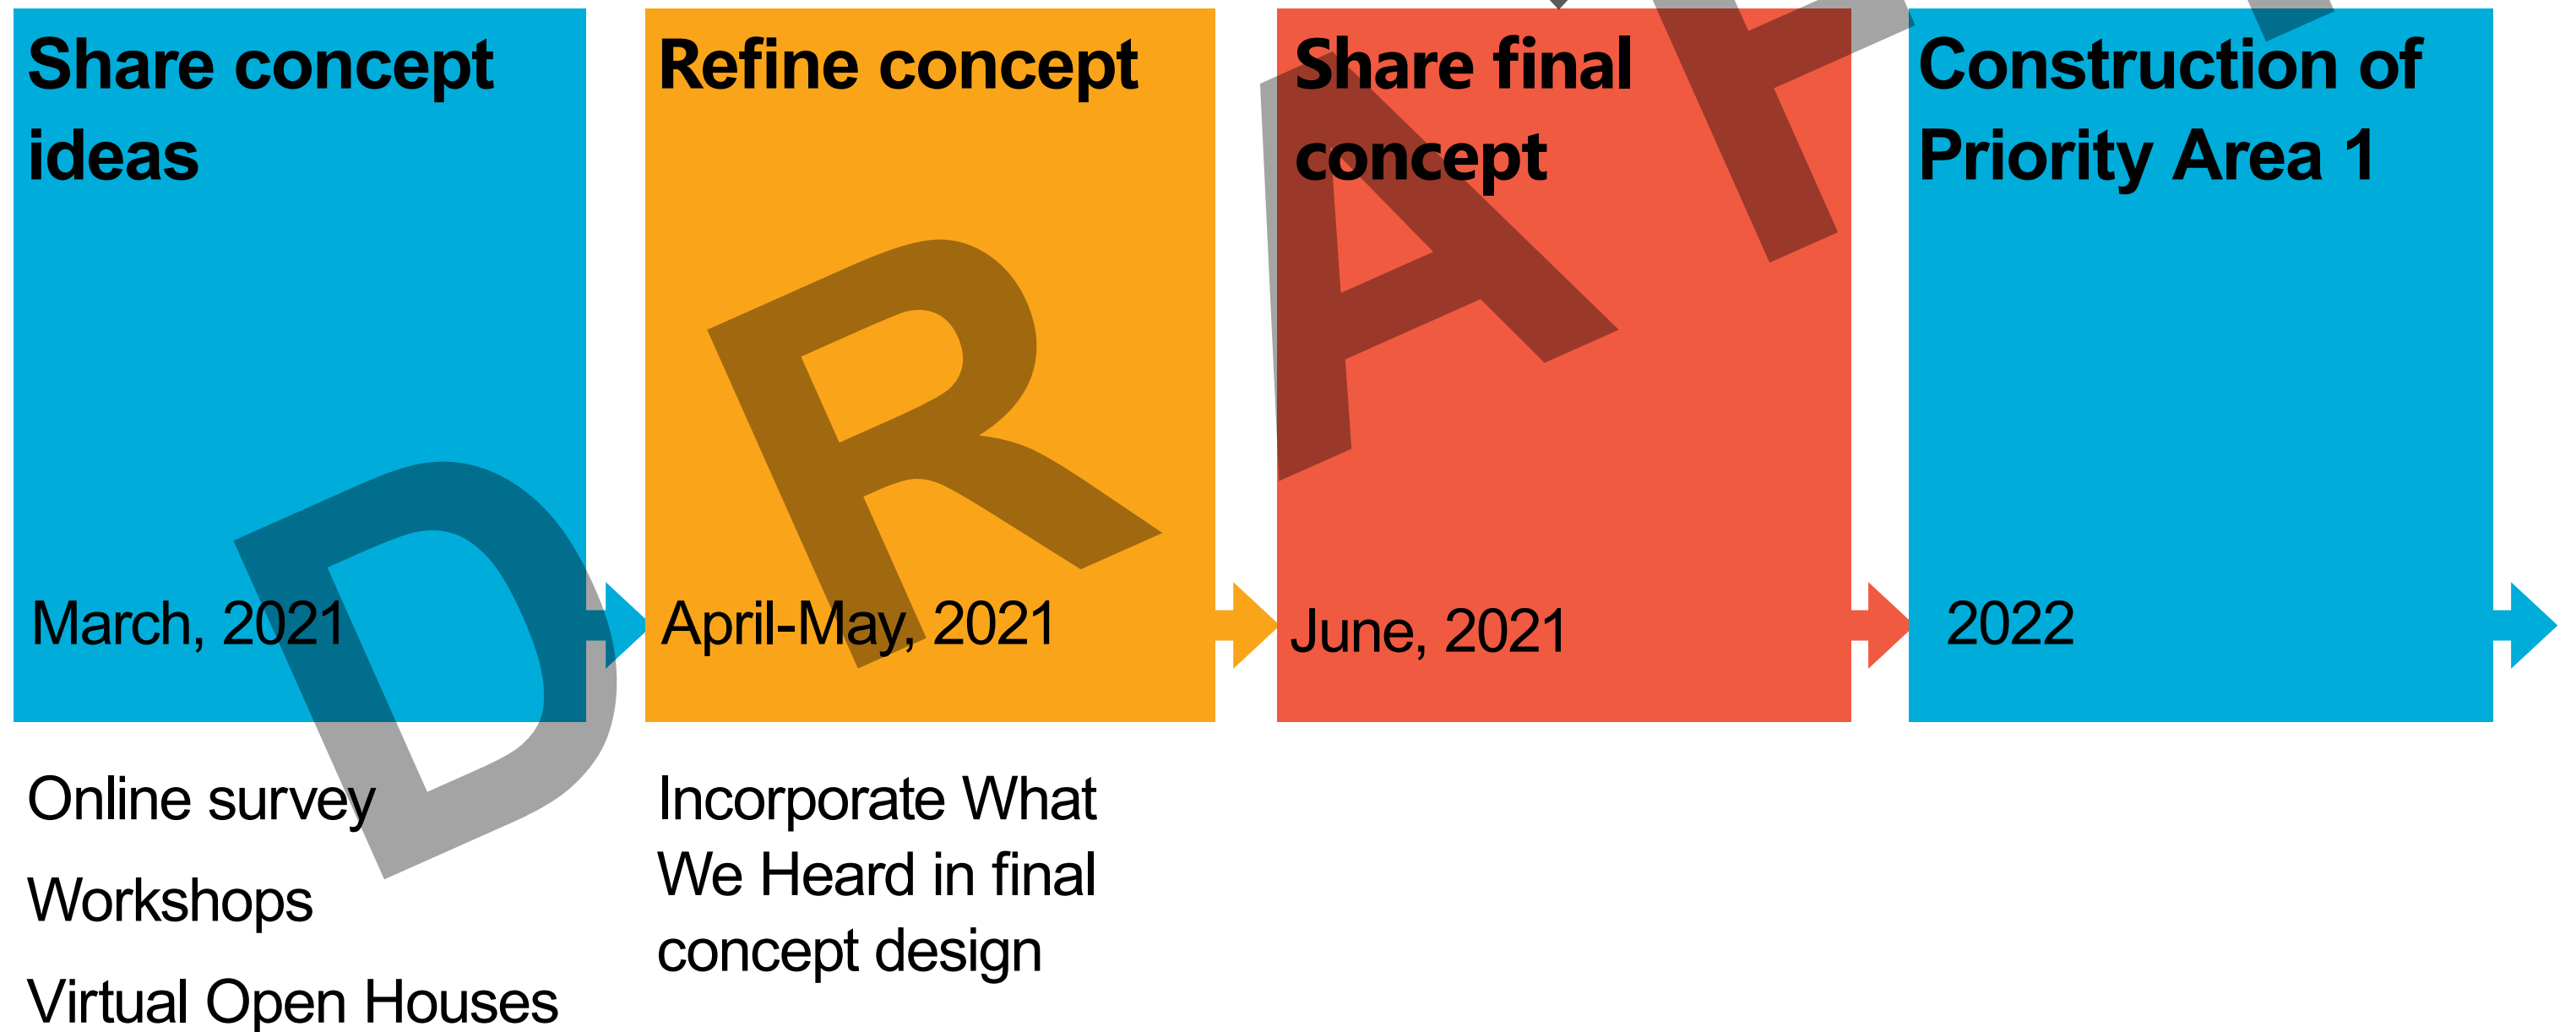 Share concept
ideas
March, 2021
Online survey
Workshops
Virtual Open Houses
Refine concept
April-May, 2021
Incorporate What
We Heard in final
concept design
Share final
concept
June, 2021
Construction of
Priority Area 1
2022
DRAFT